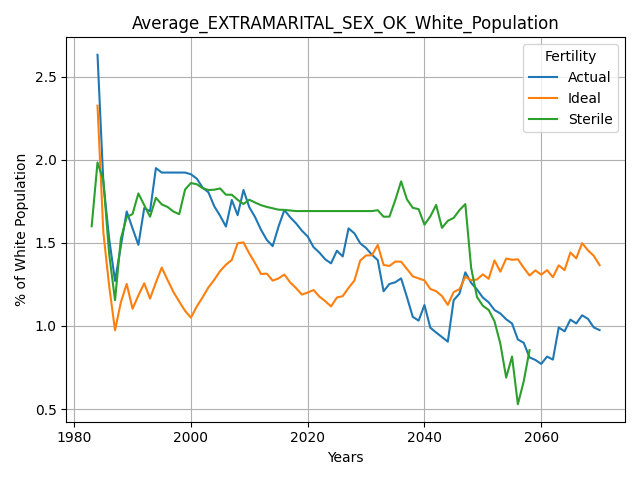 Average_EXTRAMARITAL_SEX_OK_White_Population
Fertility
Actual
Ideal
Sterile
% of White Population
2.5
2.0
1.5
1.0
0.5
1980 2000 2020 2040 2060
Years